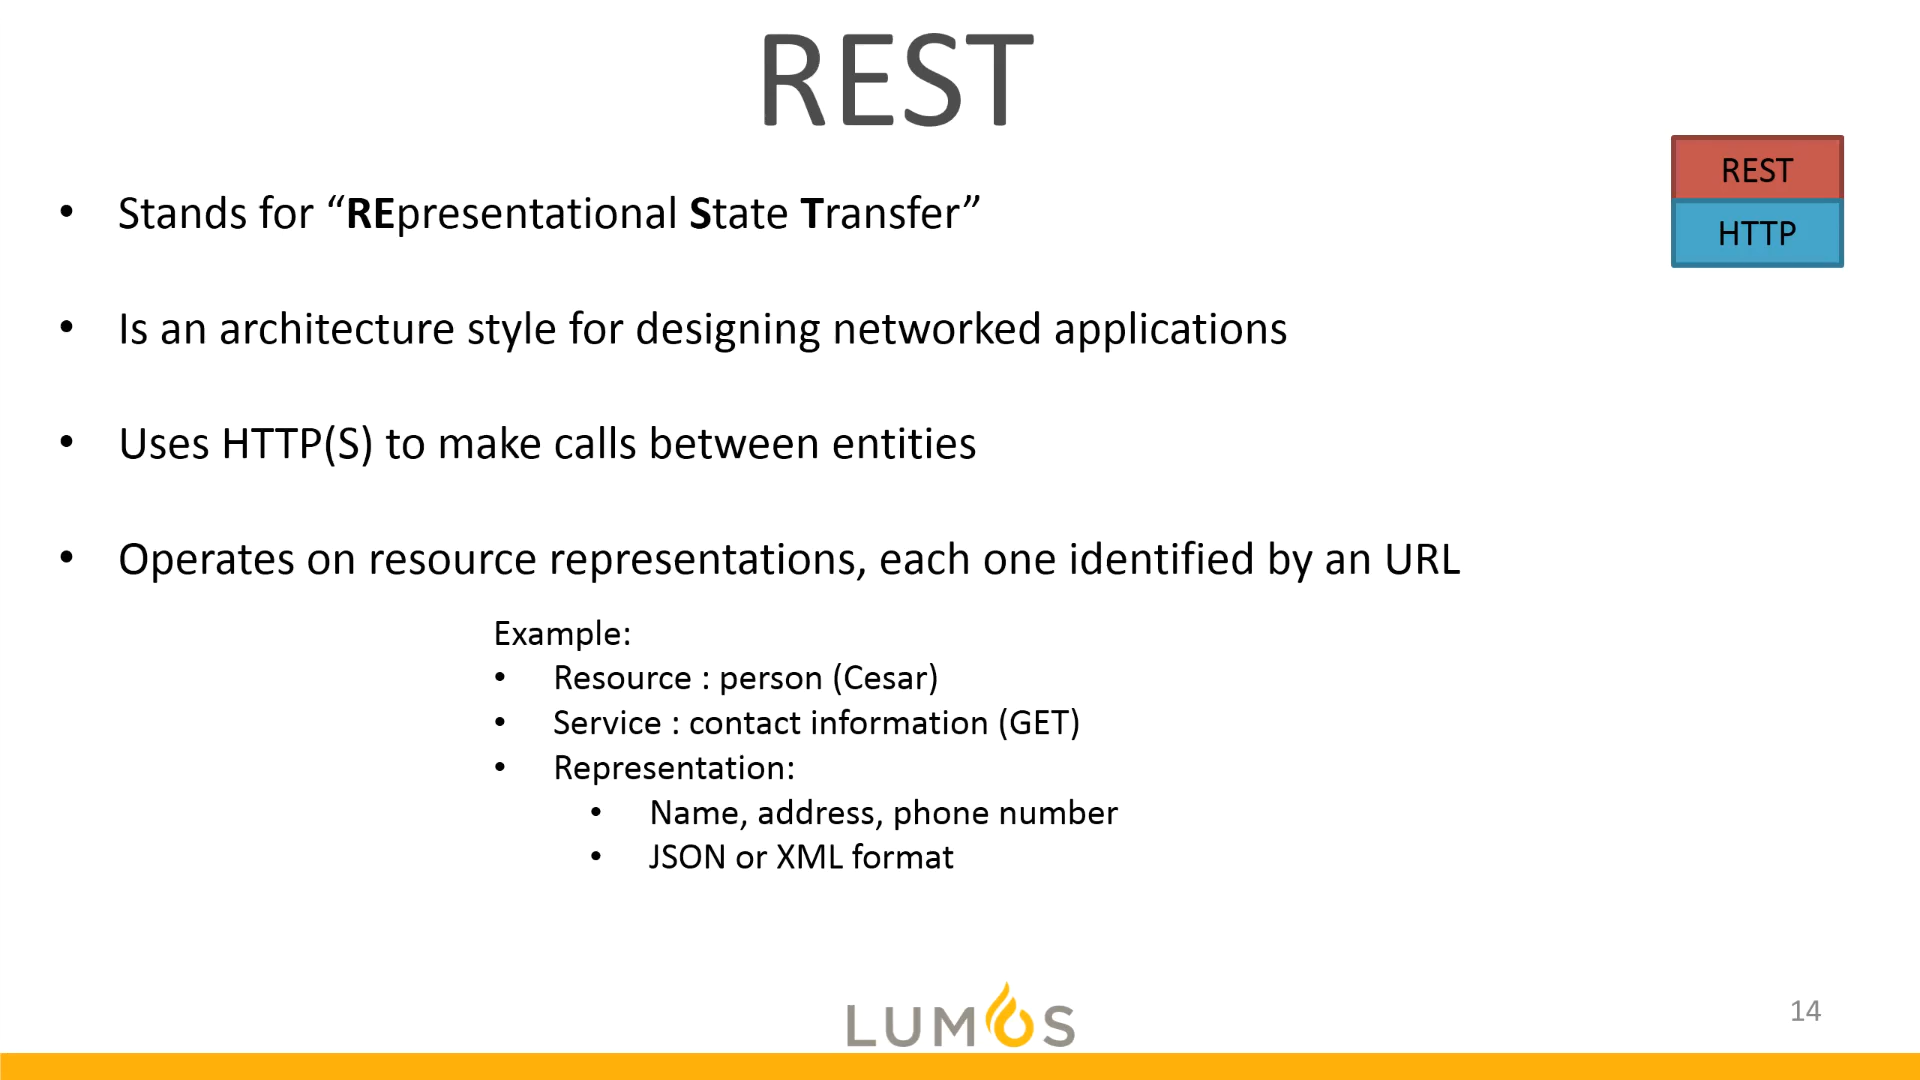 REST
REST
HTTP
• Stands for “REpresentational State Transfer”
• Is an architecture style for designing networked applications
• Uses HTTP(S) to make calls between entities
• Operates on resource representations, each one identified by an URL
Example:
• Resource : person (Cesar)
• Service : contact information (GET)
• Representation:
• Name, address, phone number
• JSON or XML format
LUMOS
14